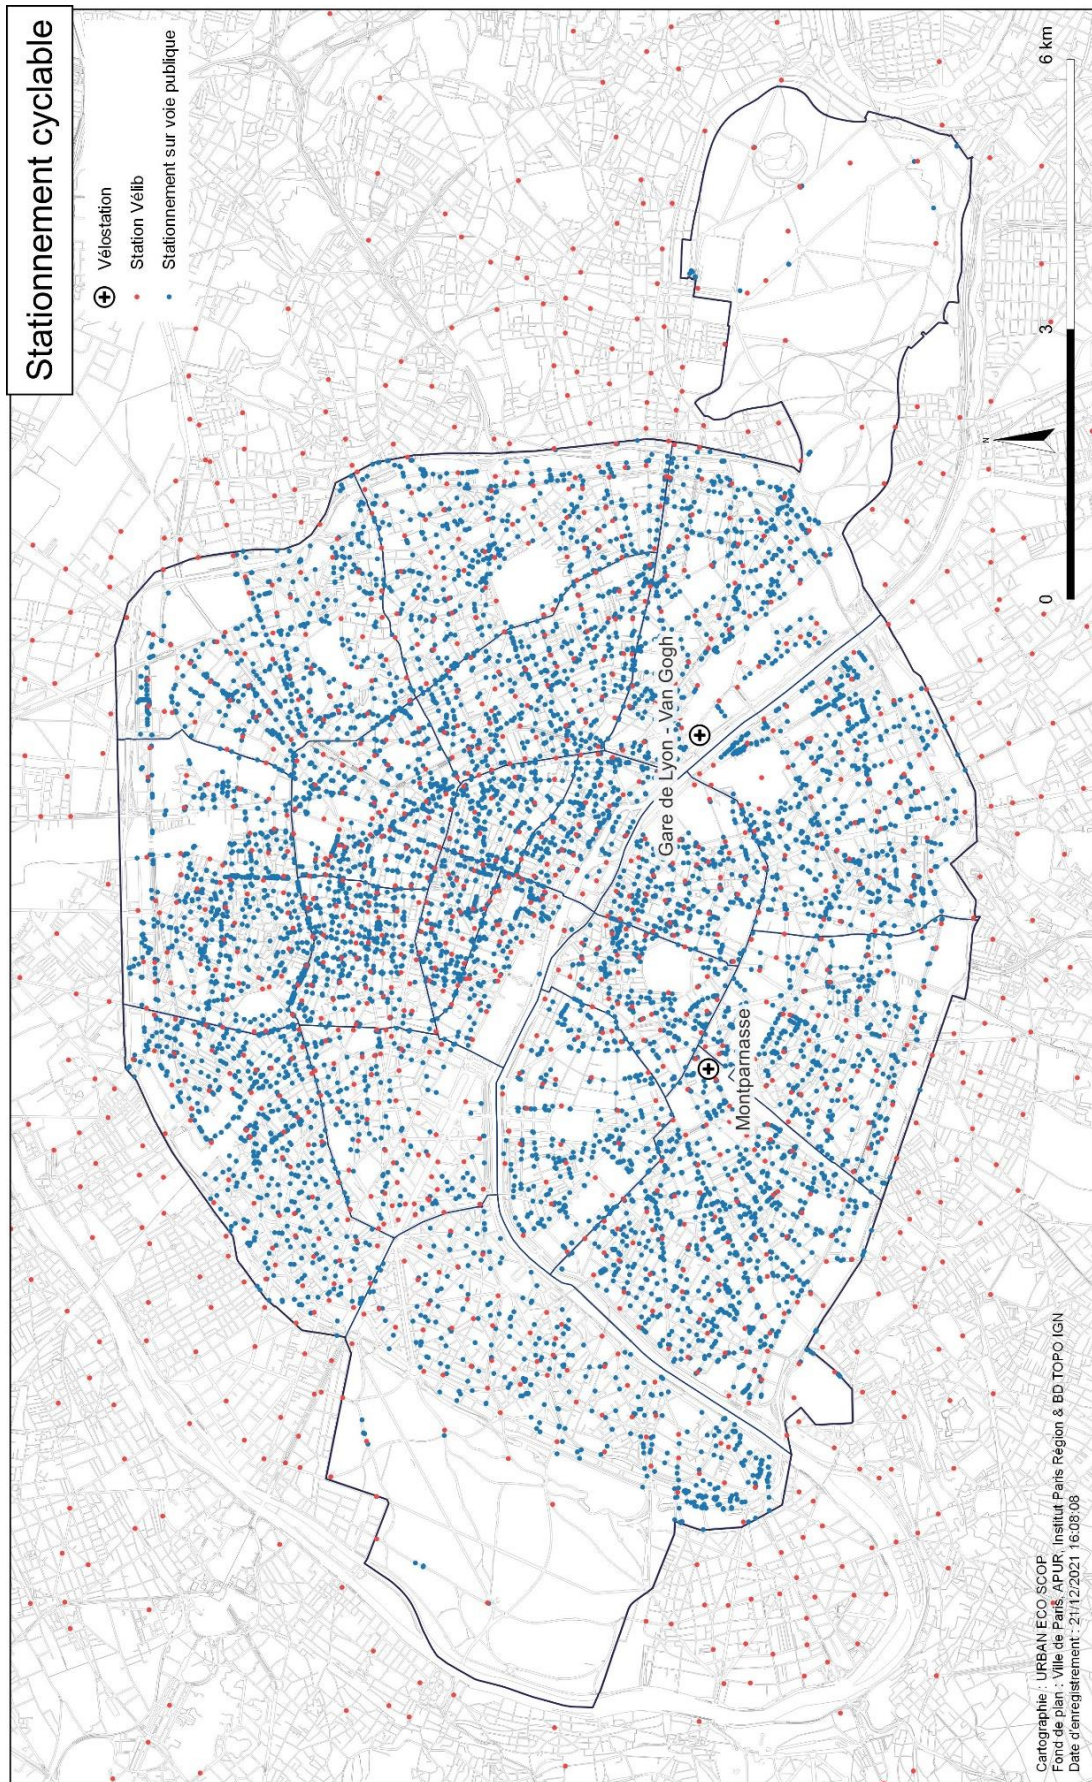 Stationnement cyclable
Vélostation
Station Vélib
Stationnement sur voie publique
Gare de Lyon - Van Gogh
Montparnasse
N
0
3
6 km
Cartographie : URBAN ECO SCOP
Fond de plan : Ville de Paris, APUR, Institut Paris Région & BD TOPO IGN
Date d'enregistrement : 21/12/2021 16:08:08